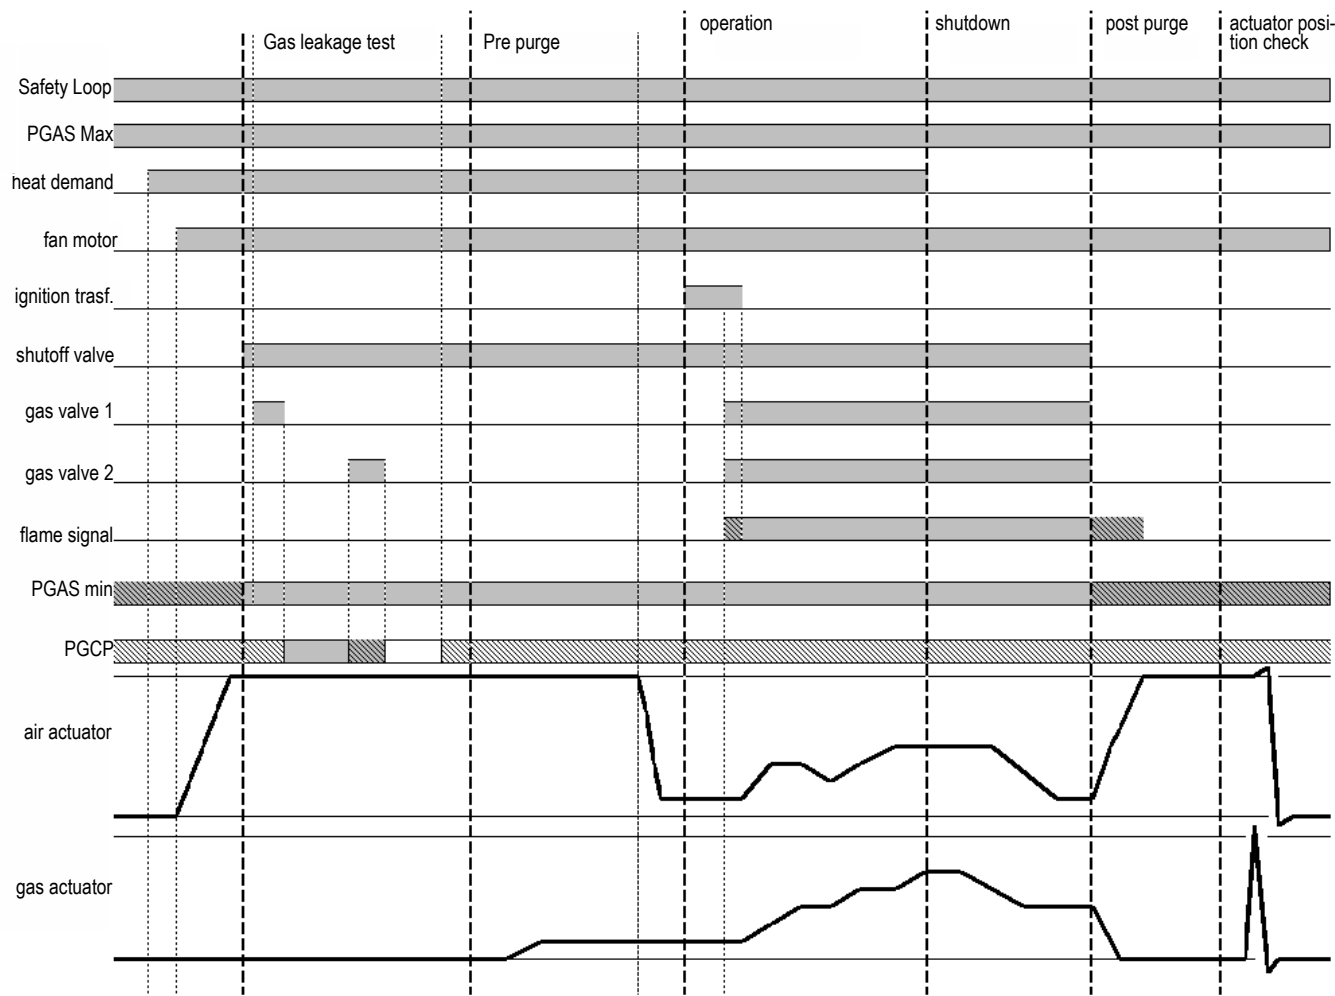 operation
shutdown
post purge
actuator posi-
tion check
Gas leakage test
Pre purge
Safety Loop
PGAS Max
heat demand
fan motor
ignition trasf.
shutoff valve
gas valve 1
gas valve 2
flame signal
PGAS min
PGCP
air actuator
gas actuator